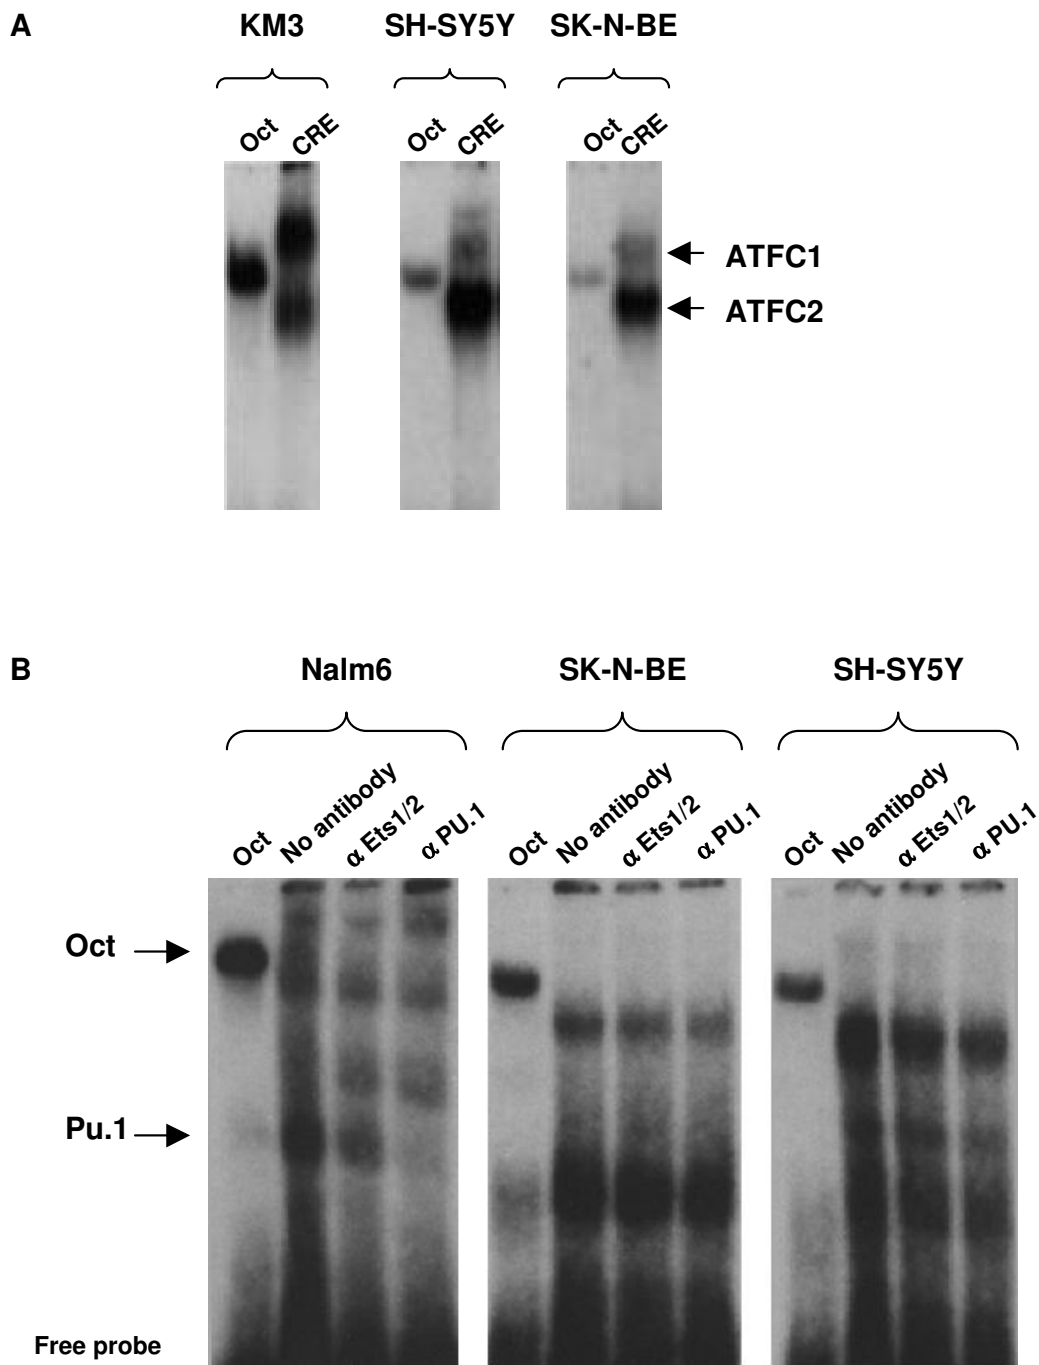 A
KM3 SH-SY5Y SK-N-BE
Oct CRE Oct CRE Oct CRE
ATFC1
ATFC2
B
Nalm6 SK-N-BE SH-SY5Y
Oct No antibody α Ets1/2 α PU.1 Oct No antibody α Ets1/2 α PU.1 Oct No antibody α Ets1/2 α PU.1
Oct
Pu.1
Free probe